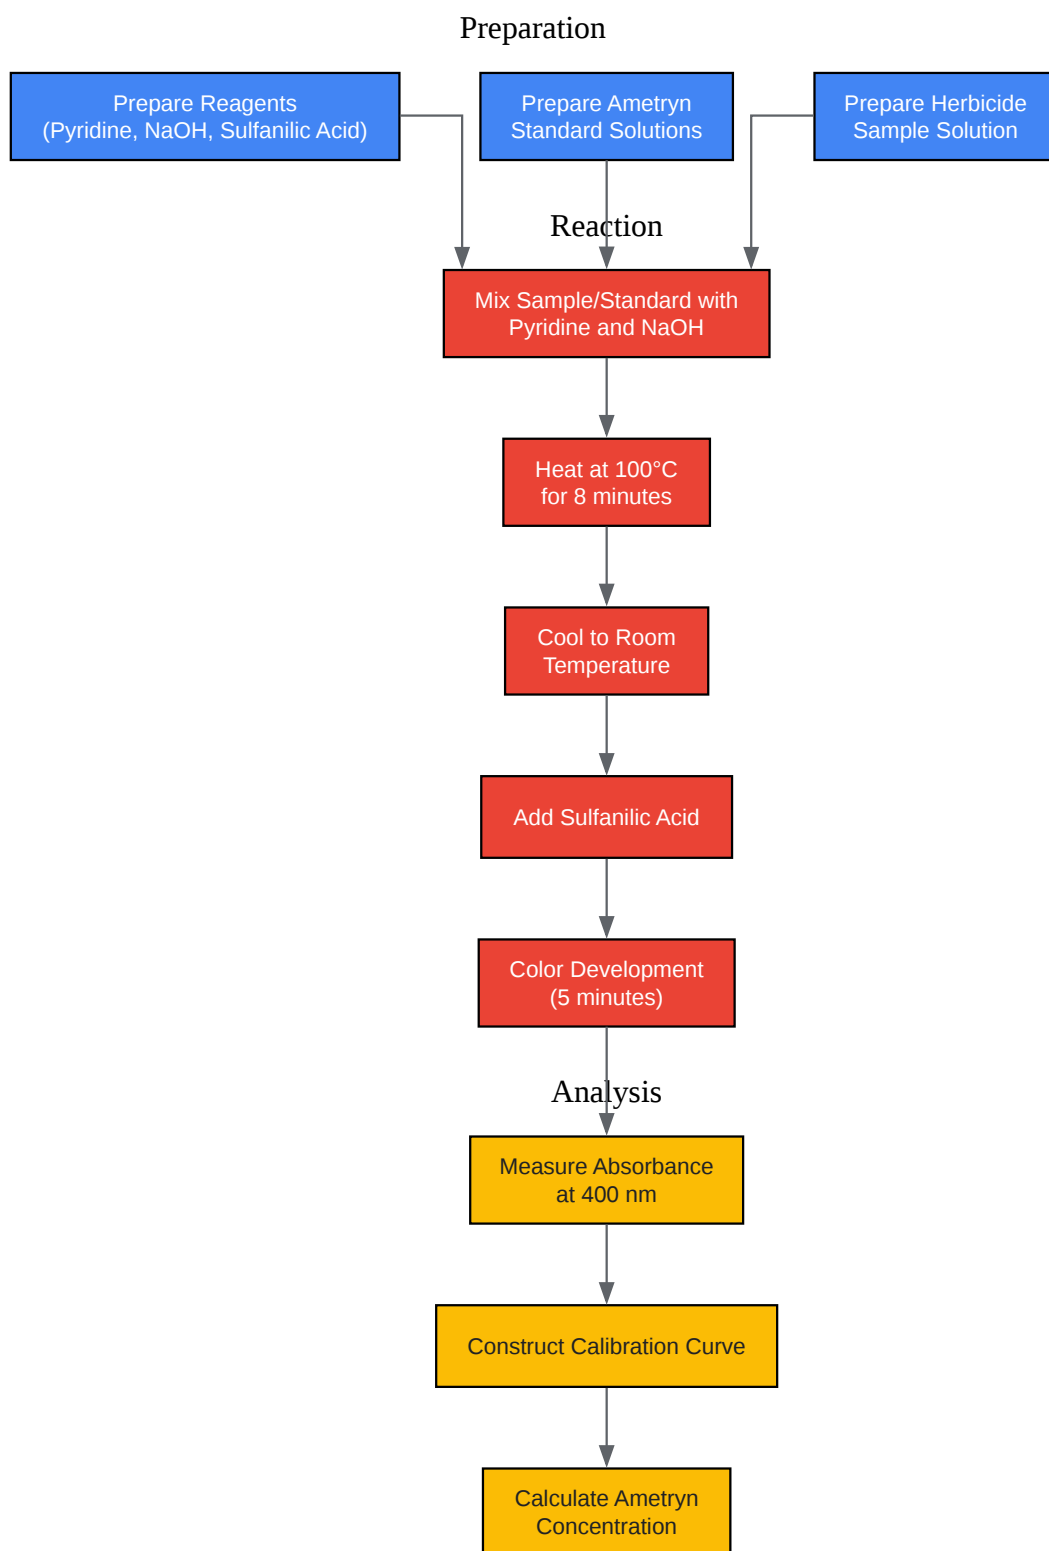 Preparation
Prepare Reagents
(Pyridine, NaOH, Sulfanilic Acid)
Prepare Ametryn
Standard Solutions
Prepare Herbicide
Sample Solution
Reaction
Mix Sample/Standard with
Pyridine and NaOH
Heat at 100°C
for 8 minutes
Cool to Room
Temperature
Add Sulfanilic Acid
Color Development
(5 minutes)
Analysis
Measure Absorbance
at 400 nm
Construct Calibration Curve
Calculate Ametryn
Concentration